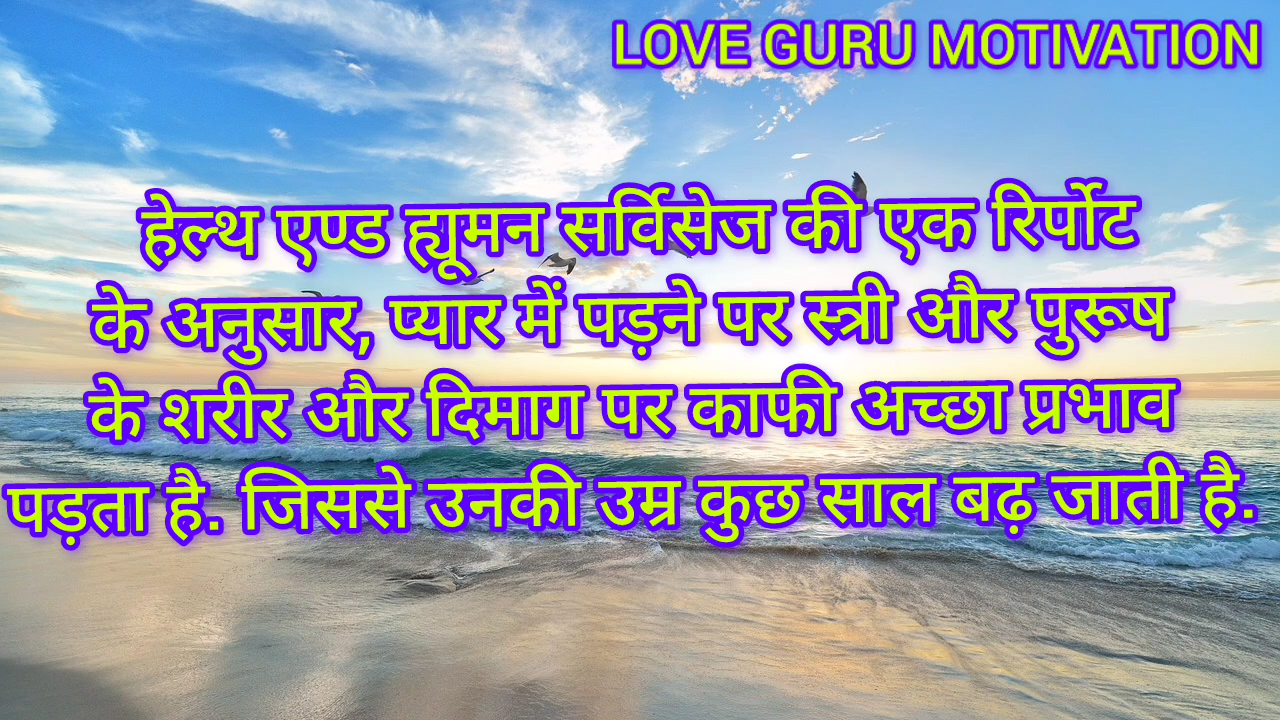 LOVE GURU MOTIVATION
हेल्थ एण्ड ह्यूमन सर्विसेज की एक रिर्पोट
के अनुसार, प्यार में पड़ने पर स्त्री और पुरूष
के शरीर और दिमाग पर काफी अच्छा प्रभाव
पड़ता है. जिससे उनकी उम्र कुछ साल बढ़ जाती है.